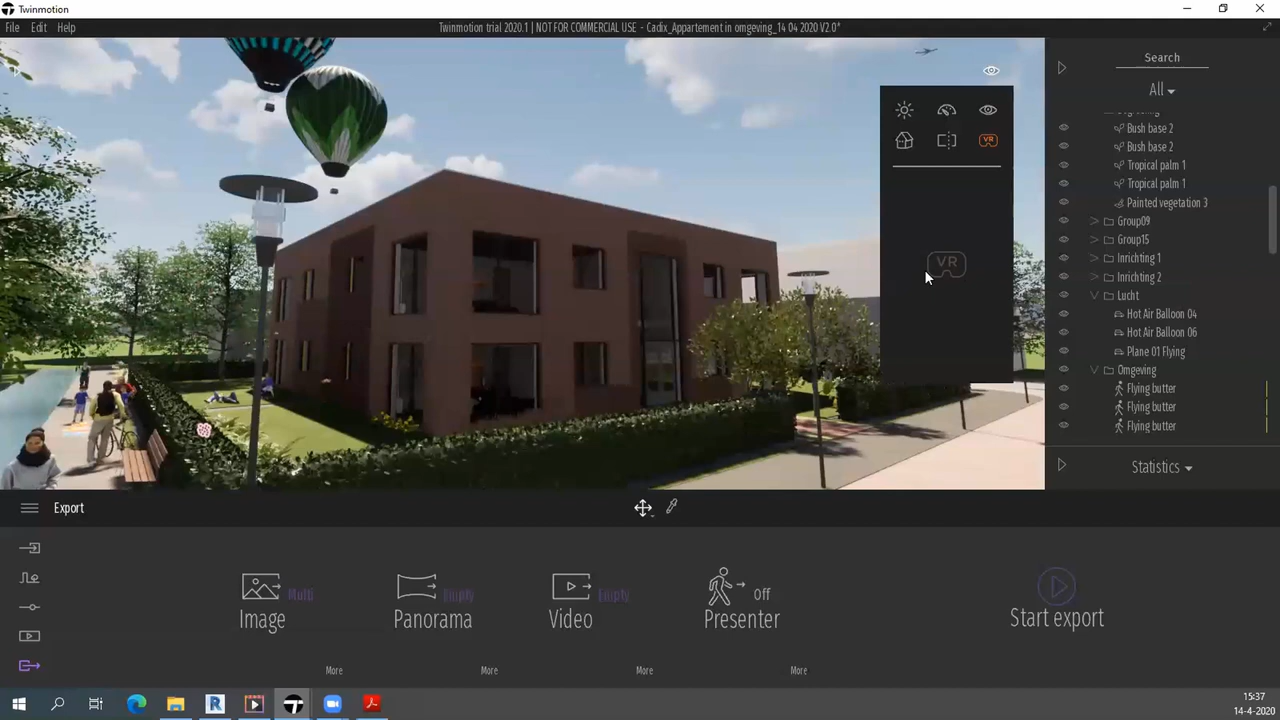 Twinmotion
File Edit Help
Twinmotion trial 2020.1 | NOT FOR COMMERCIAL USE - Cadix_Appartement in omgeving_14 04 2020 V2.0*
Search
All
Bush base 2
Bush base 2
Tropical palm 1
Tropical palm 1
Painted vegetation 3
Group09
Group15
Inrichting 1
Inrichting 2
Lucht
Hot Air Balloon 04
Hot Air Balloon 06
Plane 01 Flying
Omgeving
Flying butter
Flying butter
Flying butter
VR
VR
Statistics
Export
Multi
Image
Empty
Panorama
Empty
Video
Off
Presenter
Start export
More
More
More
More
15:37
14-4-2020